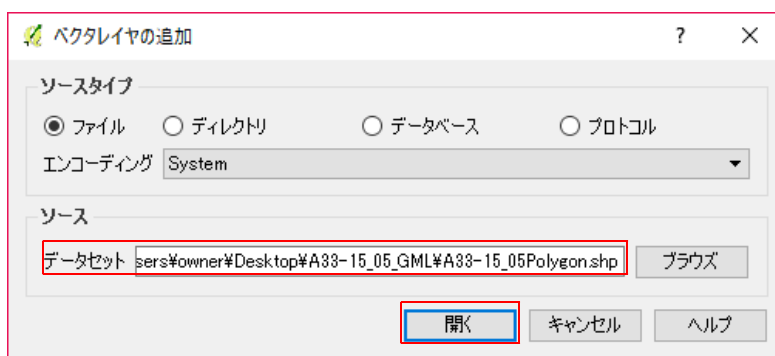 ベクタレイヤの追加 ?
ソースタイプ
ファイル ディレクトリ データベース プロトコル
エンコーディング System
ソース
データセット sers¥owner¥Desktop¥A33-15_05_GML¥A33-15_05Polygon.shp ブラウズ
開く キャンセル ヘルプ